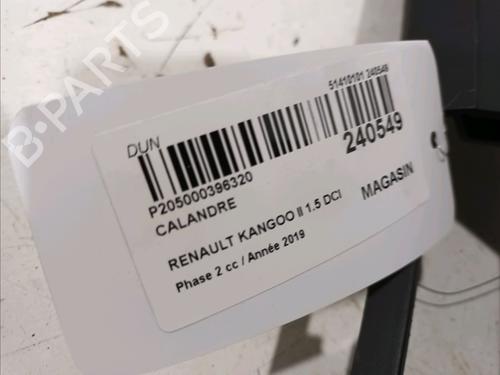 B-PARTS
DUN
51410101 240549
P205000396320
240549
CALANDRE
MAGASIN
RENAULT KANGOO II 1.5 DCI
Phase 2 cc / Année 2019